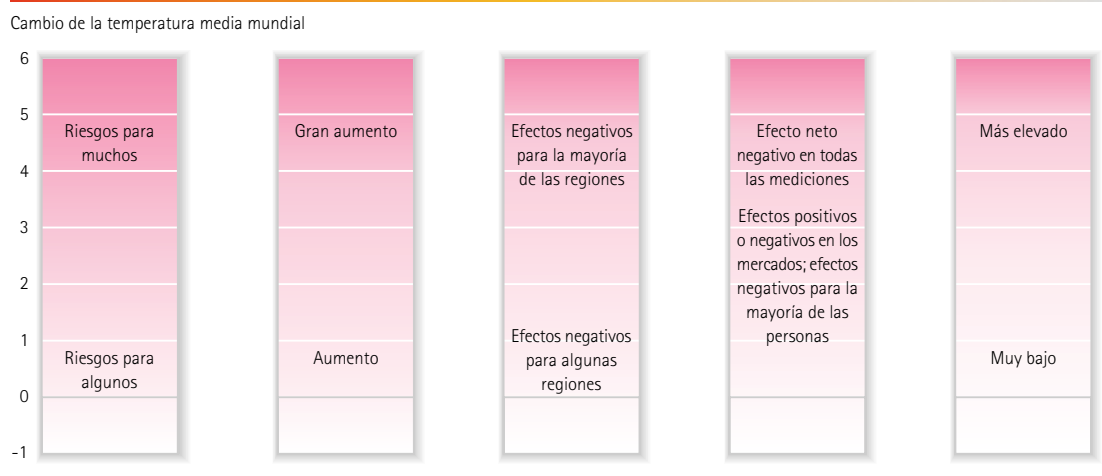 Cambio de la temperatura media mundial
6
5
4
3
2
1
0
-1
Riesgos para
muchos
Riesgos para
algunos
Gran aumento
Aumento
Efectos negativos
para la mayoría
de las regiones
Efectos negativos
para algunas
regiones
Efecto neto
negativo en todas
las mediciones
Efectos positivos
o negativos en los
mercados; efectos
negativos para la
mayoría de las
personas
Más elevado
Muy bajo